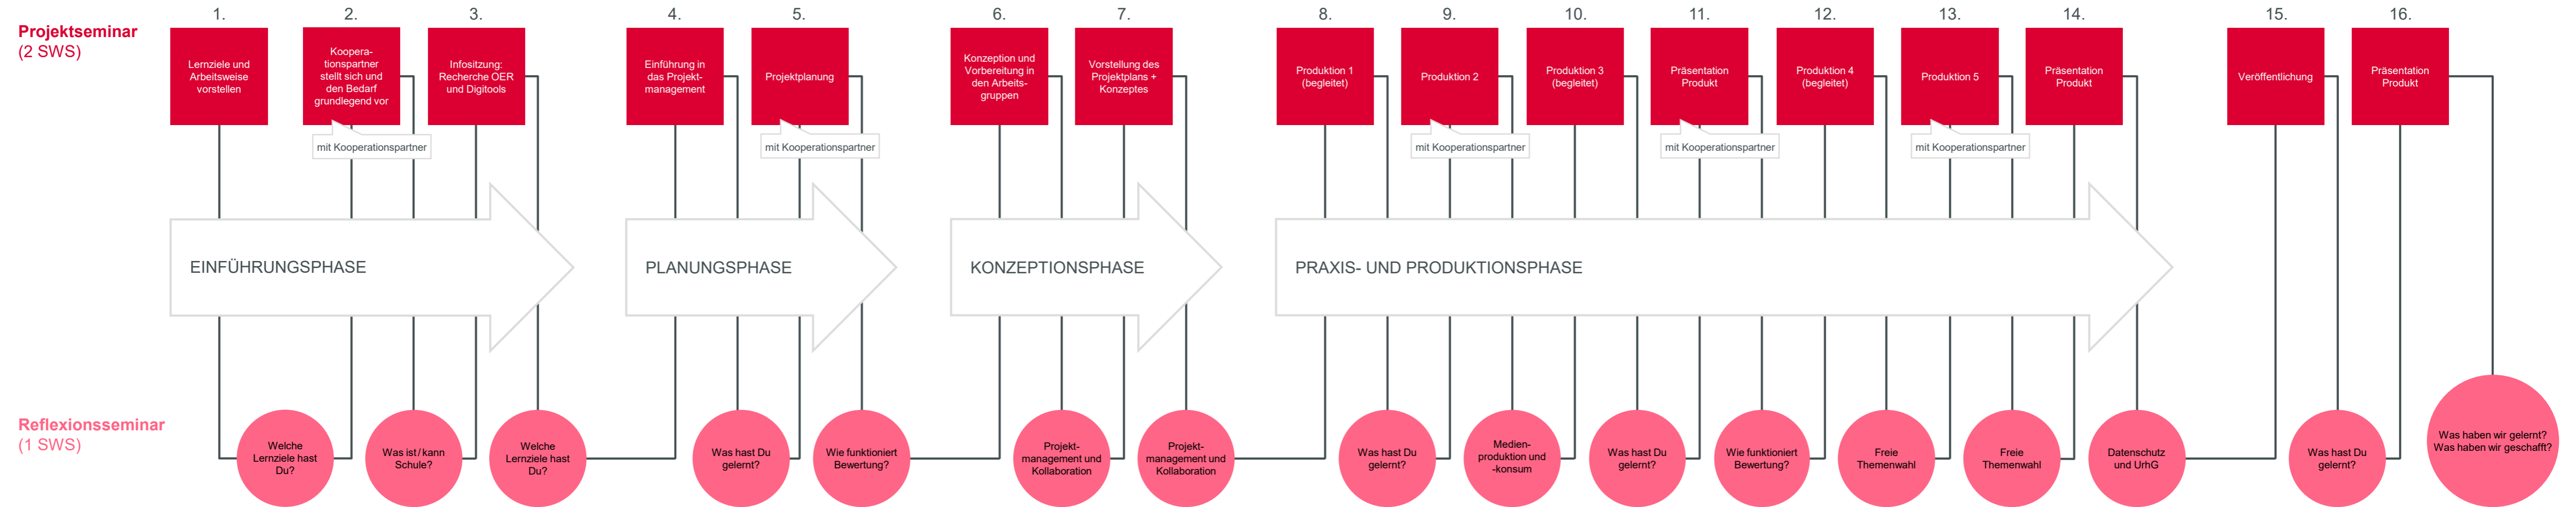 1.
2.
3.
4.
5.
6.
7.
8.
9.
10.
11.
12.
13.
14.
15.
16.
Projektseminar
(2 SWS)
Lernziele und
Arbeitsweise
vorstellen
Koopera-
tionspartner
stellt sich und
den Bedarf
grundlegend vor
mit Kooperationspartner
Infositzung:
Recherche OER
und Digitools
Einführung in
das Projekt-
management
Projektplanung
mit Kooperationspartner
Konzeption und
Vorbereitung in
den Arbeits-
gruppen
Vorstellung des
Projektplans +
Konzeptes
Produktion 1
(begleitet)
Produktion 2
mit Kooperationspartner
Produktion 3
(begleitet)
Präsentation
Produkt
mit Kooperationspartner
Produktion 4
(begleitet)
Produktion 5
mit Kooperationspartner
Präsentation
Produkt
Veröffentlichung
Präsentation
Produkt
EINFÜHRUNGSPHASE
PLANUNGSPHASE
KONZEPTIONSPHASE
PRAXIS- UND PRODUKTIONSPHASE
Reflexionsseminar
(1 SWS)
Welche
Lernziele hast
Du?
Was ist/kann
Schule?
Welche
Lernziele hast
Du?
Was hast Du
gelernt?
Wie funktioniert
Bewertung?
Projekt-
management und
Kollaboration
Projekt-
management und
Kollaboration
Was hast Du
gelernt?
Medien-
produktion und
-konsum
Was hast Du
gelernt?
Wie funktioniert
Bewertung?
Freie
Themenwahl
Freie
Themenwahl
Datenschutz
und UrhG
Was hast Du
gelernt?
Was haben wir gelernt?
Was haben wir geschafft?